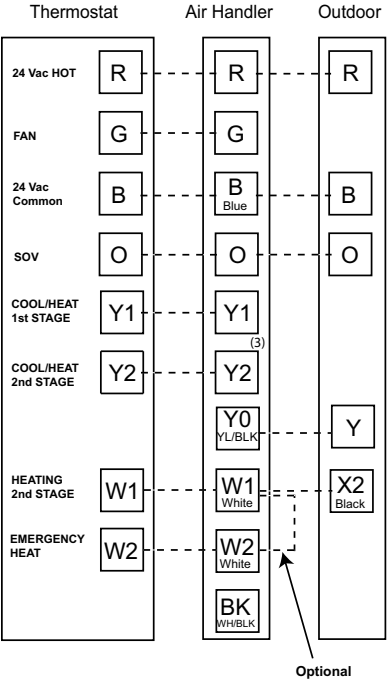 Thermostat Air Handler Outdoor
24 Vac HOT R R R
FAN G G
24 Vac
Common B B B
Blue
SOV O O O
COOL/HEAT
1st STAGE Y1 Y1
(3)
COOL/HEAT
2nd STAGE Y2 Y2
Y0 Y
YL/BLK
HEATING
2nd STAGE W1 W1 X2
White Black
EMERGENCY
HEAT W2 W2
White
BK
WH/BLK
Optional